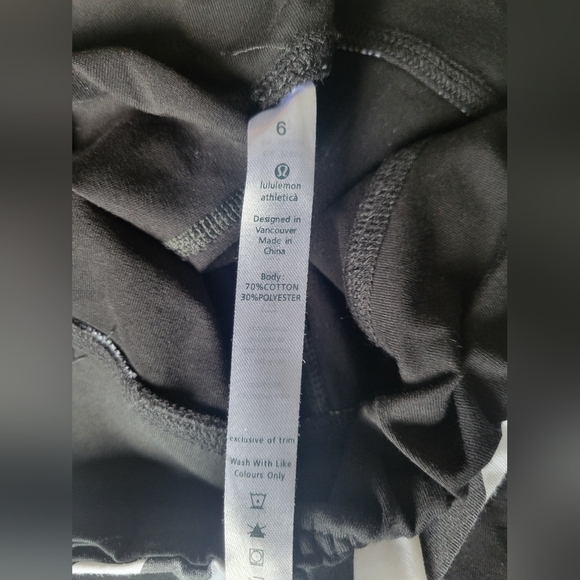 6
lululemon
athletica
Designed in
Vancouver
Made in
China
Body:
70%COTTON
30%POLYESTER
exclusive of trim
Wash With Like
Colours Only